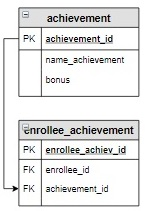 achievement
PK achievement_id
name_achievement
bonus
Enrollee_achievement
PK enrollee_achiev_id
FK enrollee_id
FK achievement_id